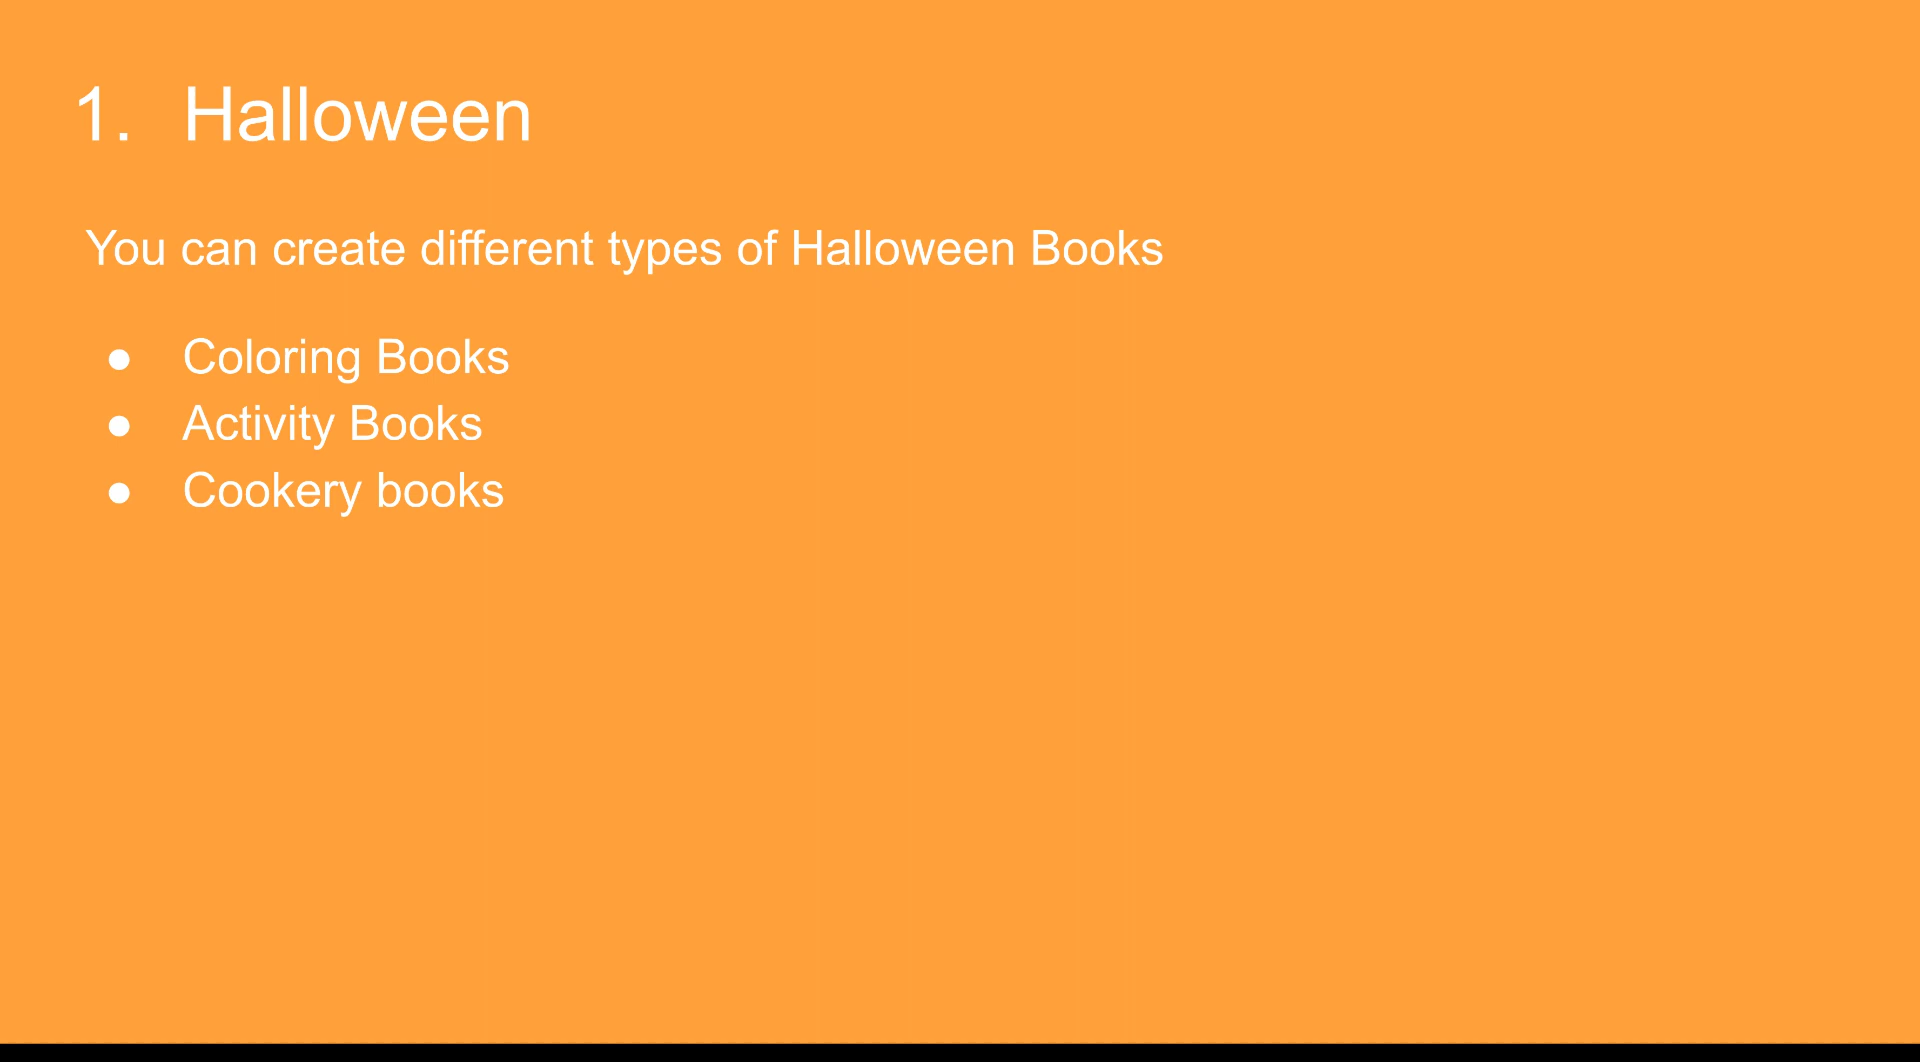 1. Halloween
You can create different types of Halloween Books
● Coloring Books
● Activity Books
● Cookery books